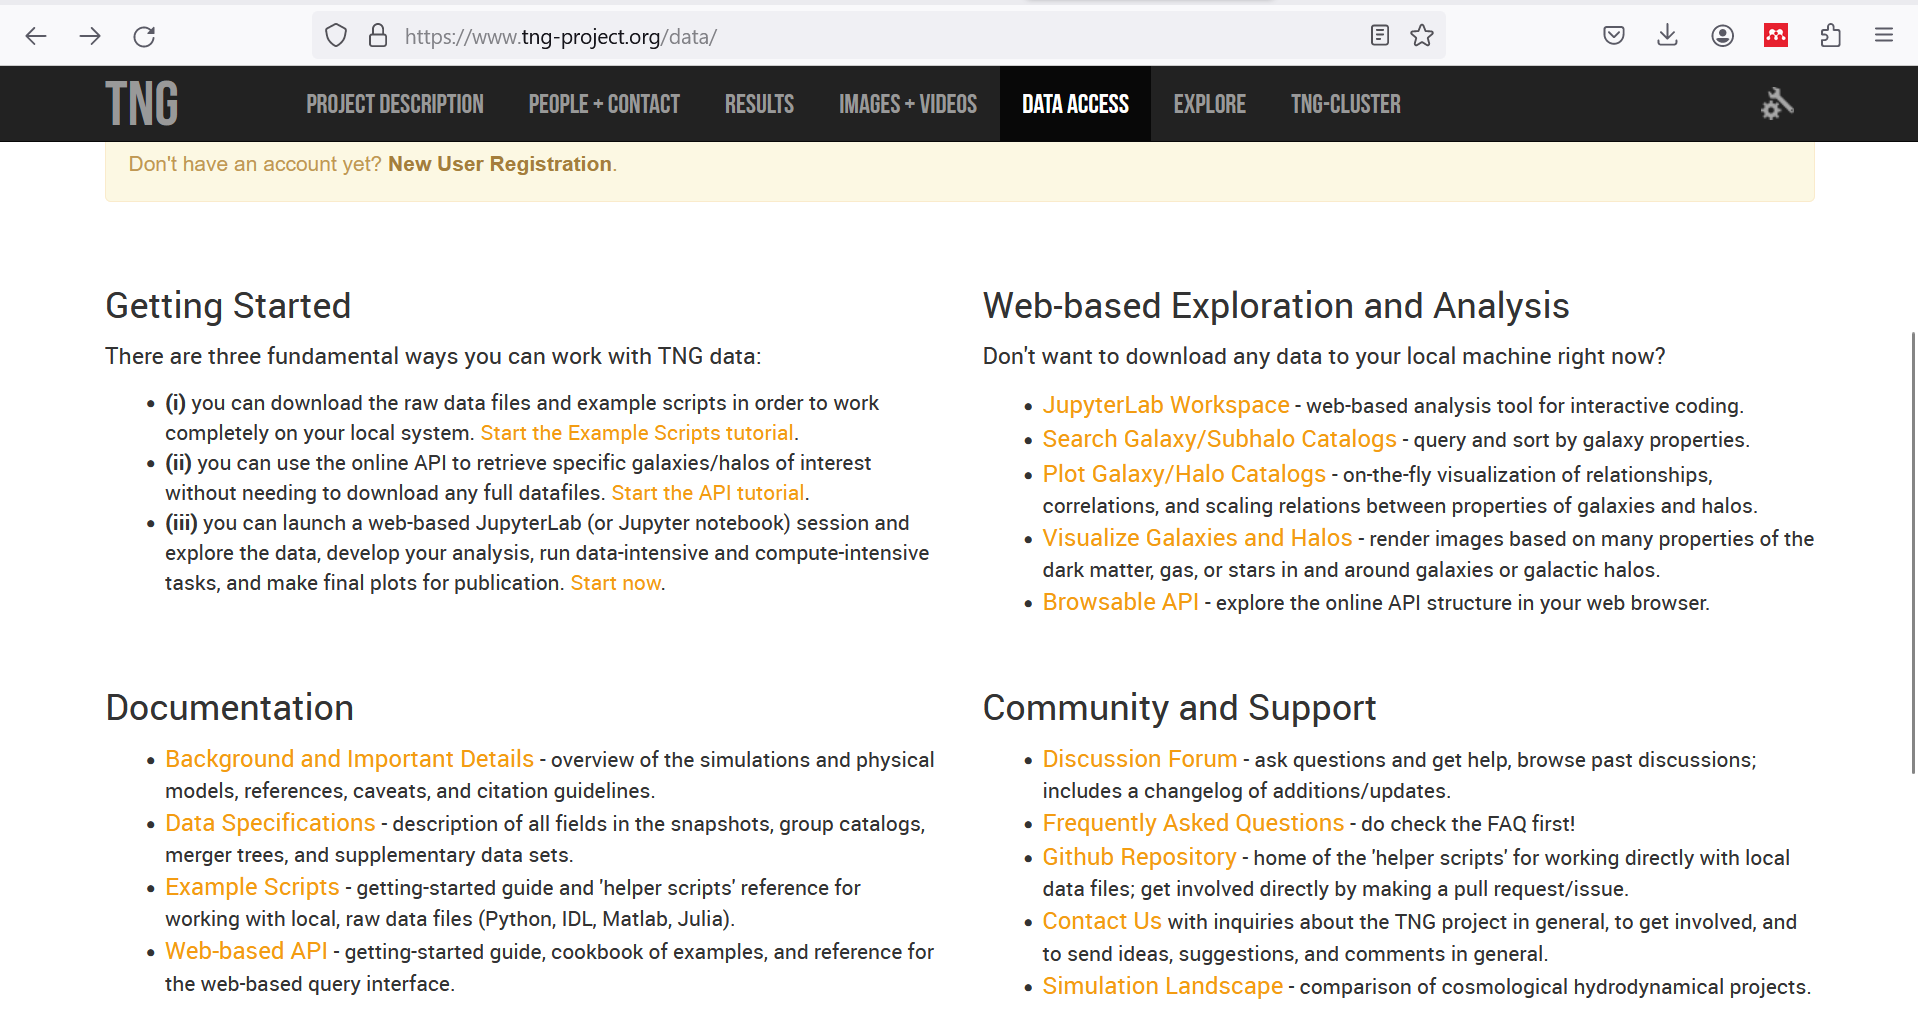 https://www.tng-project.org/data/
TNG
PROJECT DESCRIPTION
PEOPLE + CONTACT
RESULTS
IMAGES + VIDEOS
DATA ACCESS
EXPLORE
TNG-CLUSTER
Don't have an account yet? New User Registration.
Getting Started
There are three fundamental ways you can work with TNG data:
(i) you can download the raw data files and example scripts in order to work
completely on your local system. Start the Example Scripts tutorial.
(ii) you can use the online API to retrieve specific galaxies/halos of interest
without needing to download any full datafiles. Start the API tutorial.
(iii) you can launch a web-based JupyterLab (or Jupyter notebook) session and
explore the data, develop your analysis, run data-intensive and compute-intensive
tasks, and make final plots for publication. Start now.
Web-based Exploration and Analysis
Don't want to download any data to your local machine right now?
JupyterLab Workspace - web-based analysis tool for interactive coding.
Search Galaxy/Subhalo Catalogs - query and sort by galaxy properties.
Plot Galaxy/Halo Catalogs - on-the-fly visualization of relationships,
correlations, and scaling relations between properties of galaxies and halos.
Visualize Galaxies and Halos - render images based on many properties of the
dark matter, gas, or stars in and around galaxies or galactic halos.
Browsable API - explore the online API structure in your web browser.
Documentation
Background and Important Details - overview of the simulations and physical
models, references, caveats, and citation guidelines.
Data Specifications - description of all fields in the snapshots, group catalogs,
merger trees, and supplementary data sets.
Example Scripts - getting-started guide and 'helper scripts' reference for
working with local, raw data files (Python, IDL, Matlab, Julia).
Web-based API - getting-started guide, cookbook of examples, and reference for
the web-based query interface.
Community and Support
Discussion Forum - ask questions and get help, browse past discussions;
includes a changelog of additions/updates.
Frequently Asked Questions - do check the FAQ first!
Github Repository - home of the 'helper scripts' for working directly with local
data files; get involved directly by making a pull request/issue.
Contact Us with inquiries about the TNG project in general, to get involved, and
to send ideas, suggestions, and comments in general.
Simulation Landscape - comparison of cosmological hydrodynamical projects.